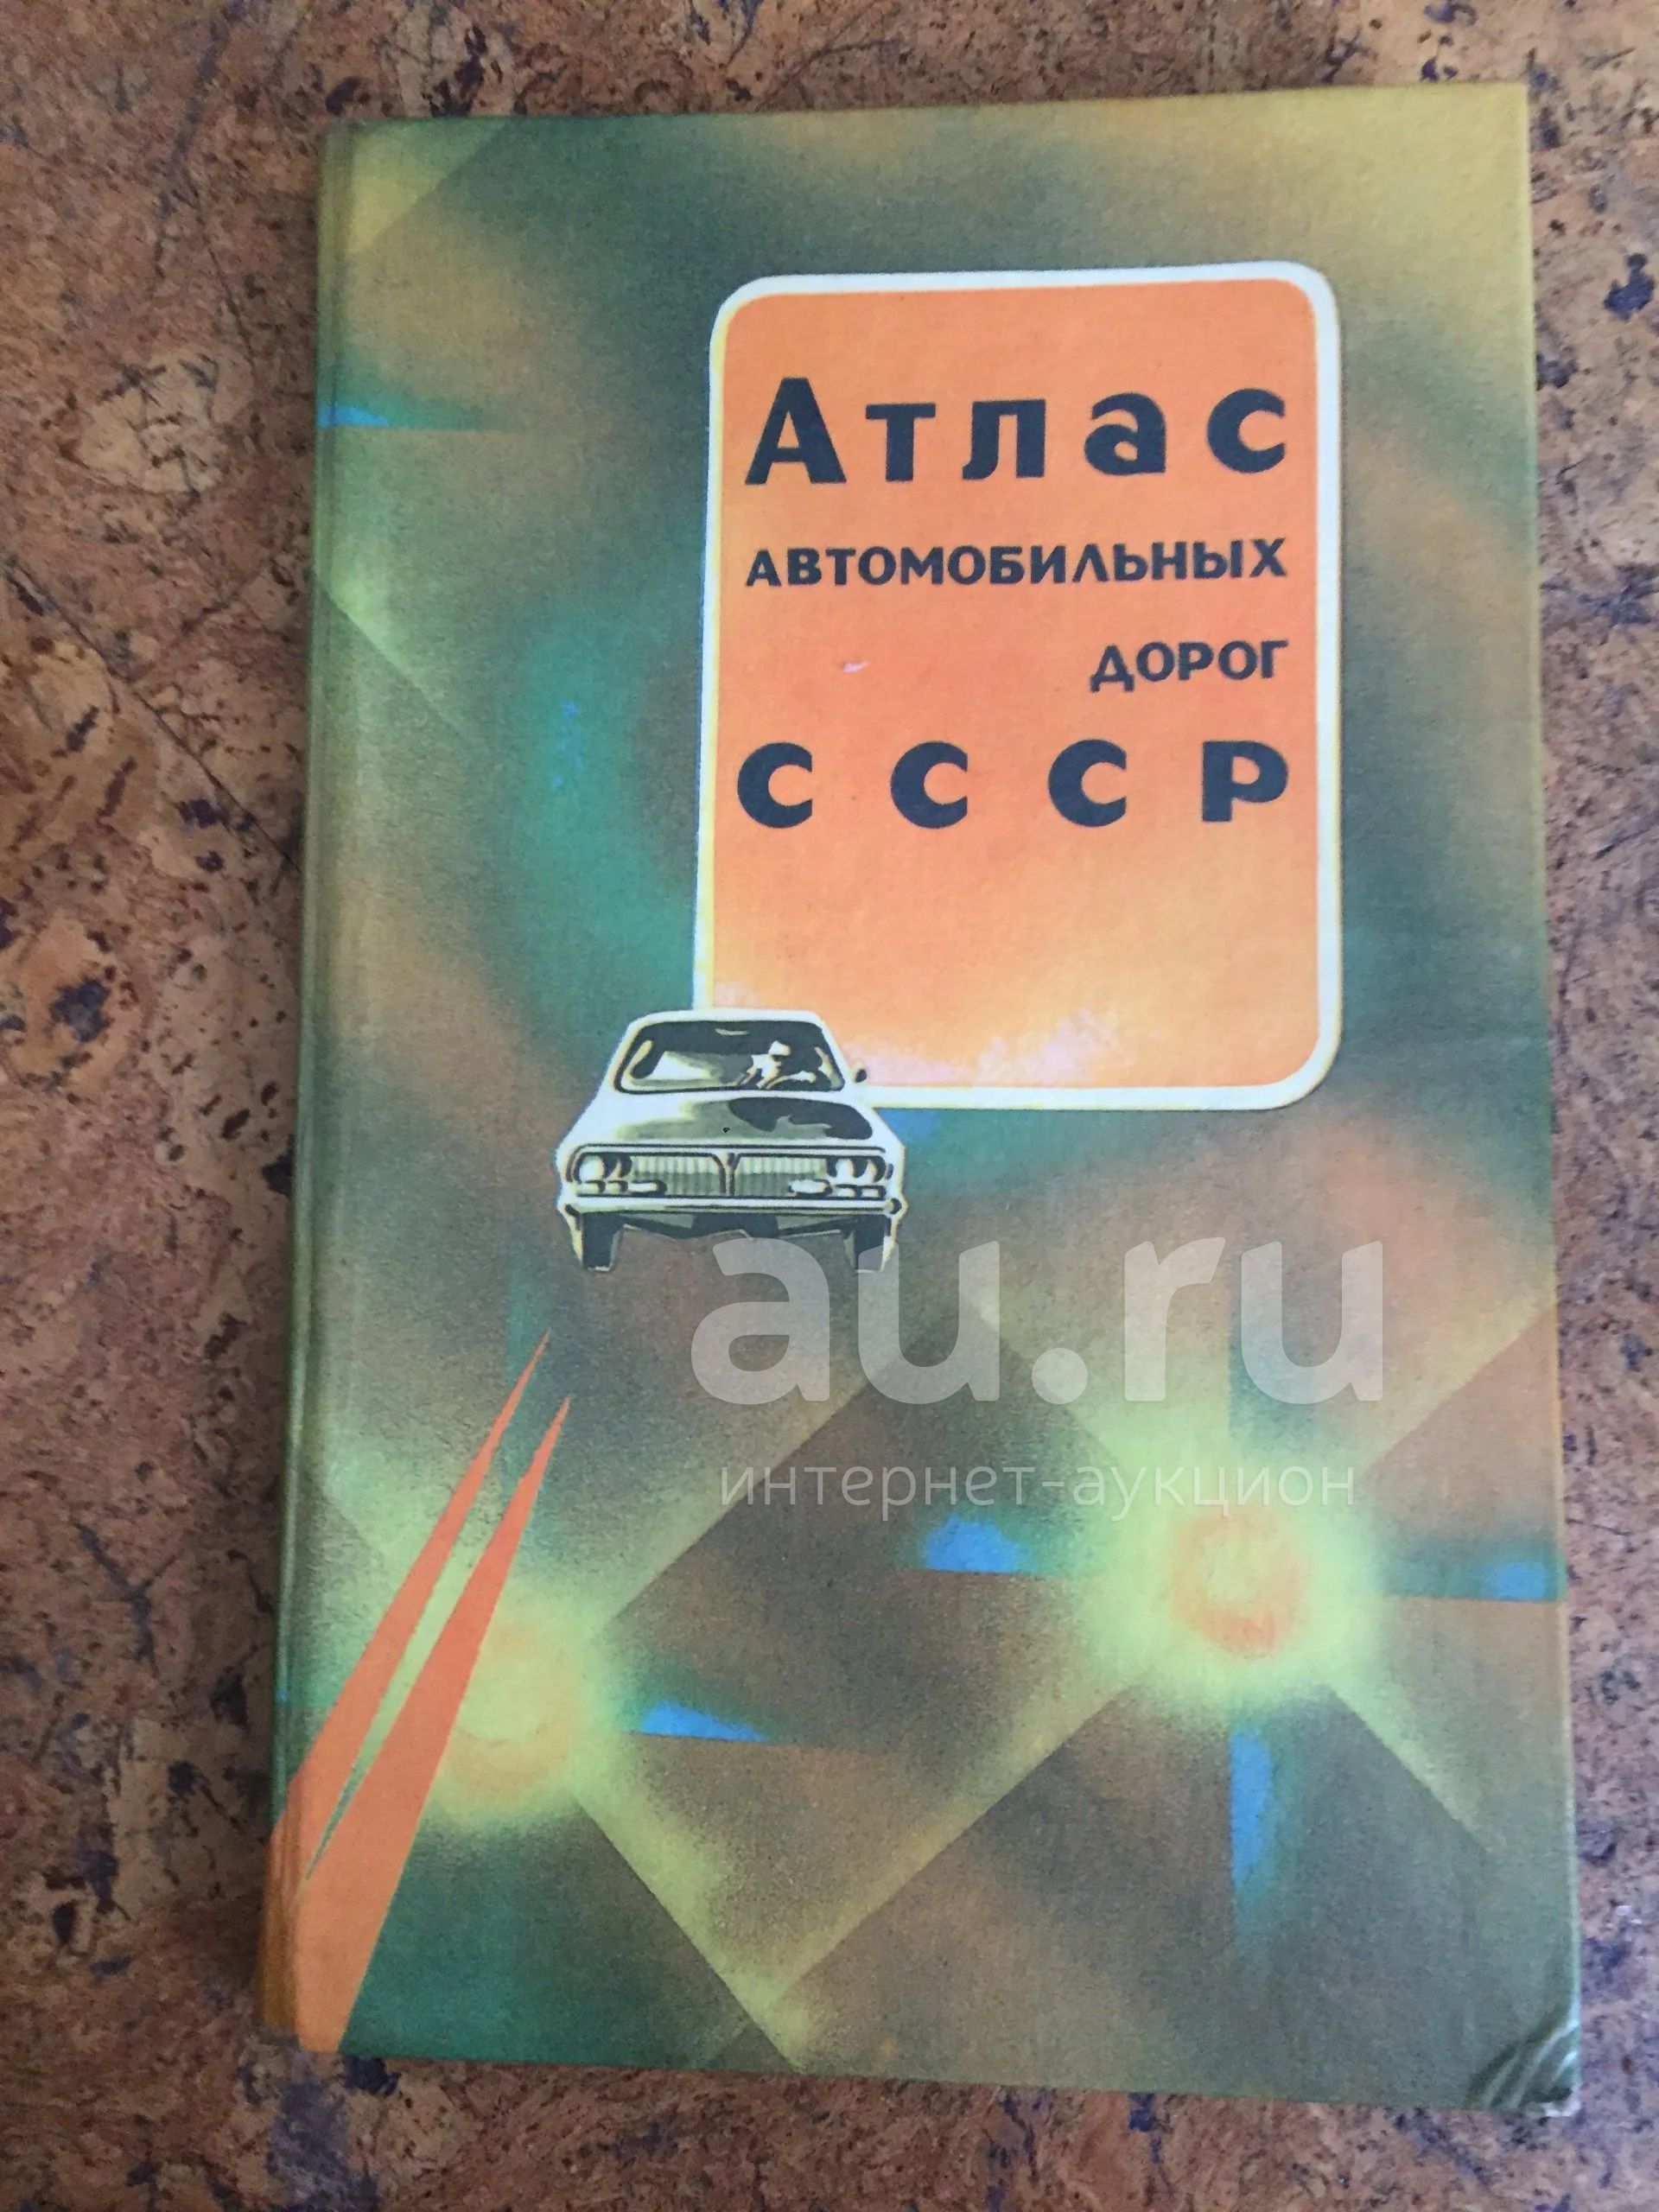 Атлас
АВТОМОБИЛЬНЫХ
ДОРОГ
СССР
au.ru
интернет-аукцион